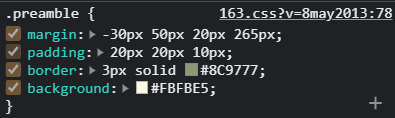 .preamble { 163.css?v=8may2013:78
margin: -30px 50px 20px 265px;
padding: 20px 20px 10px;
border: 3px solid #8C9777;
background: #FBFBE5;
}